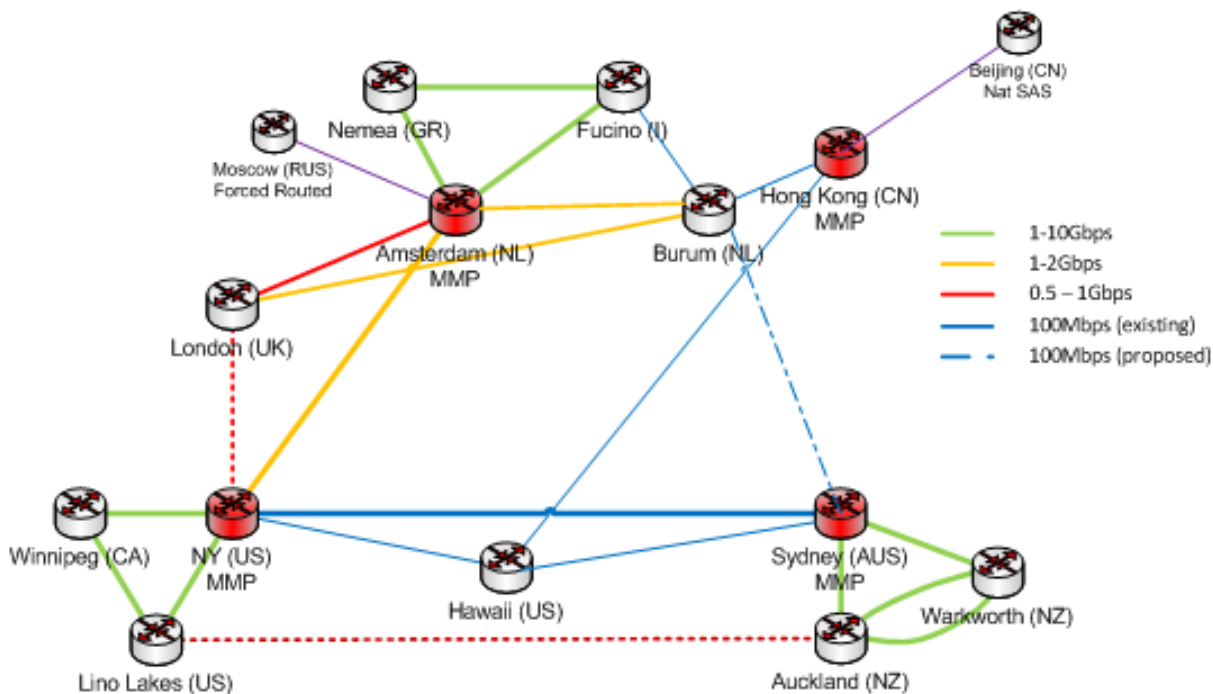 Beijing (CN)
Nat SAS
Nemea (GR)
Fucino (I)
Moscow (RUS)
Forced Routed
Hong Kong (CN)
MMP
Amsterdam (NL)
MMP
Burum (NL)
1-10Gbps
1-2Gbps
0.5 – 1Gbps
100Mbps (existing)
100Mbps (proposed)
London (UK)
Winnipeg (CA)
NY (US)
MMP
Sydney (AUS)
MMP
Hawaii (US)
Warkworth (NZ)
Lino Lakes (US)
Auckland (NZ)